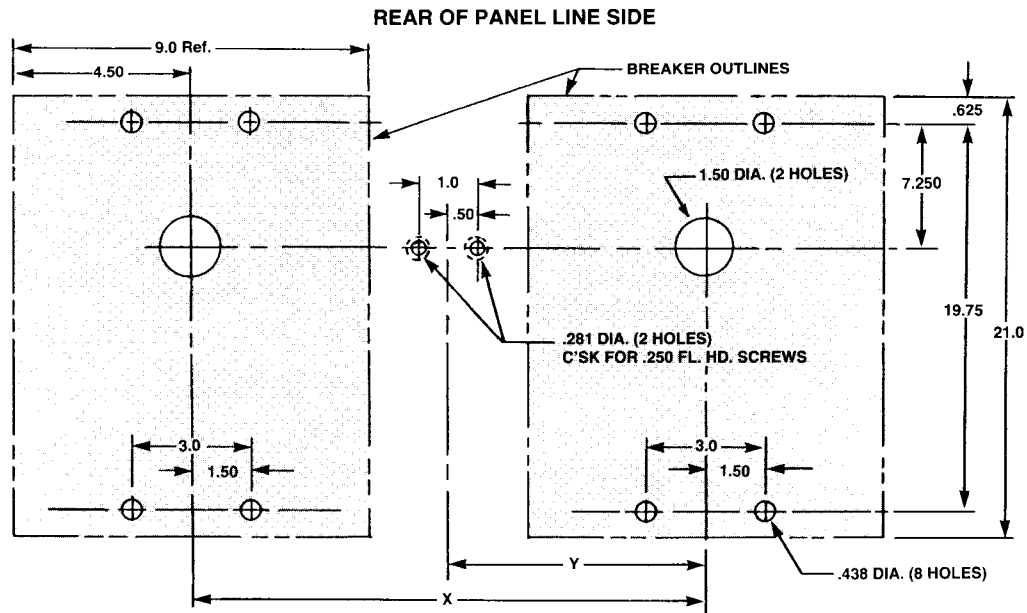 REAR OF PANEL LINE SIDE
9.0 Ref.
4.50
BREAKER OUTLINES
.625
1.0
1.50 DIA. (2 HOLES)
7.250
.50
19.75
21.0
.281 DIA. (2 HOLES)
C'SK FOR .250 FL. HD. SCREWS
3.0
3.0
1.50
1.50
Y
.438 DIA. (8 HOLES)
X